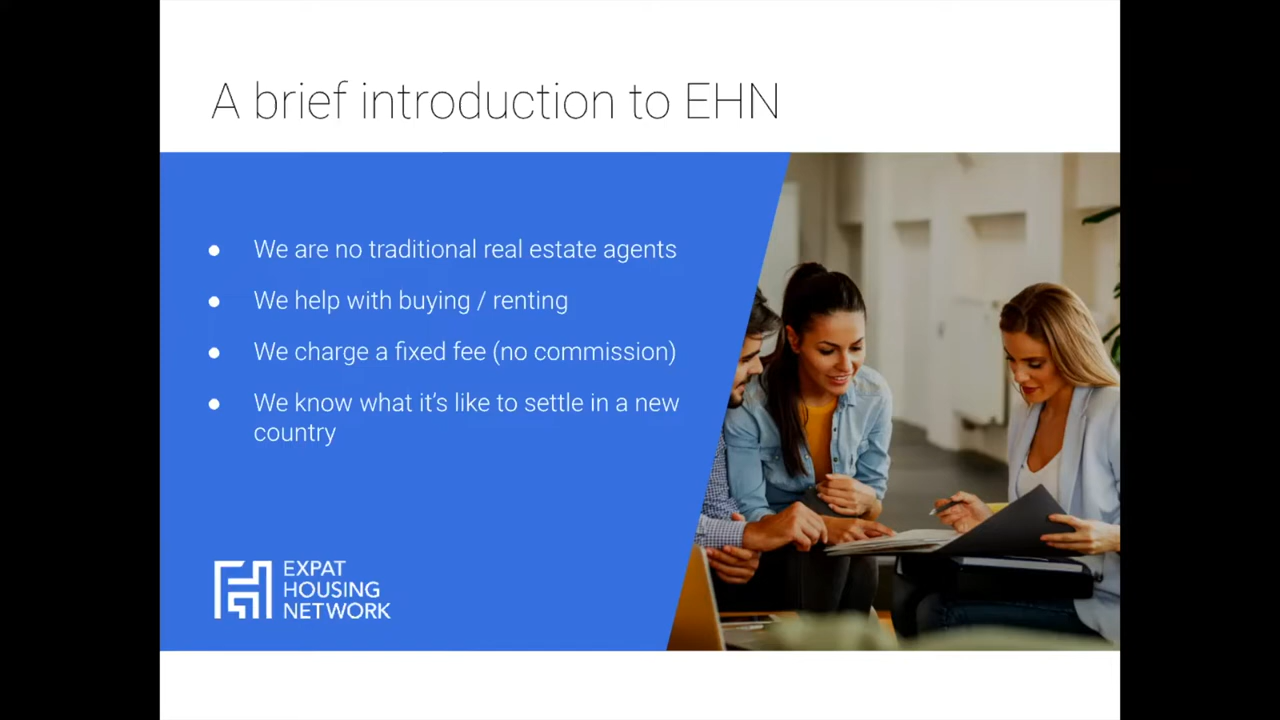 A brief introduction to EHN
● We are no traditional real estate agents
● We help with buying / renting
● We charge a fixed fee (no commission)
● We know what it's like to settle in a new
country
EXPAT
HOUSING
NETWORK